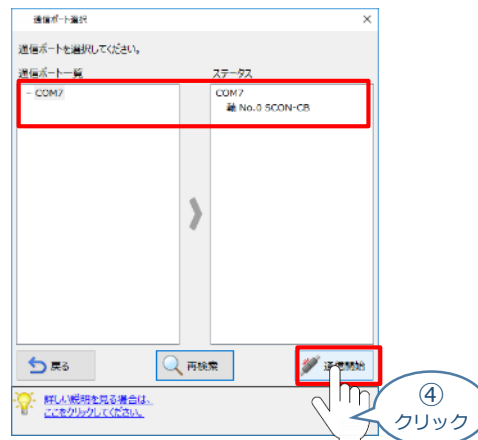 通信ポート選択
通信ポートを選択してください。
通信ポート一覧 ステータス
- COM7 COM7
軸 No.0 SCON-CB
戻る 再検索 通信開始
詳しい説明を見る場合は、
ここをクリックしてください。
④
クリック